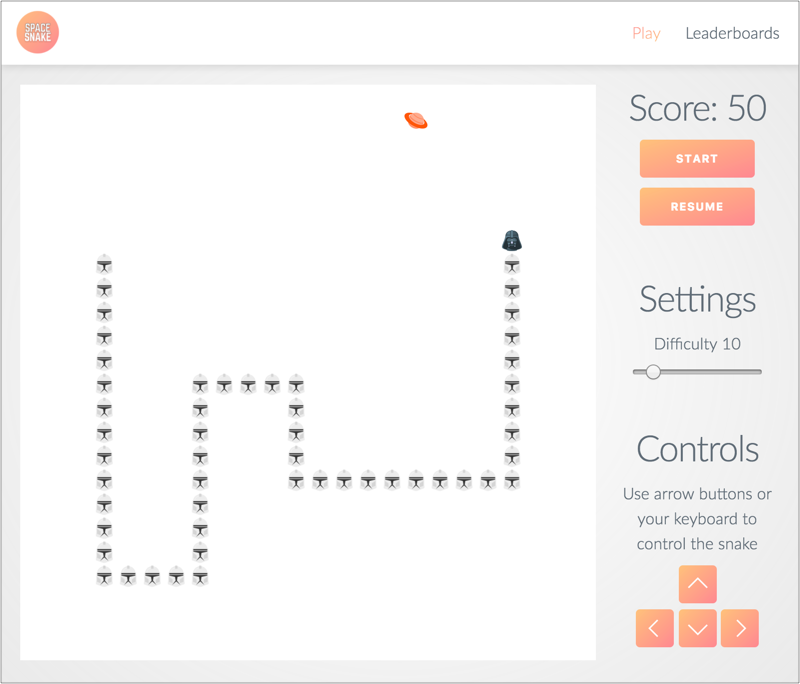 SPACE
SNAKE
Play
Leaderboards
Score: 50
START
RESUME
Settings
Difficulty 10
Controls
Use arrow buttons or
your keyboard to
control the snake